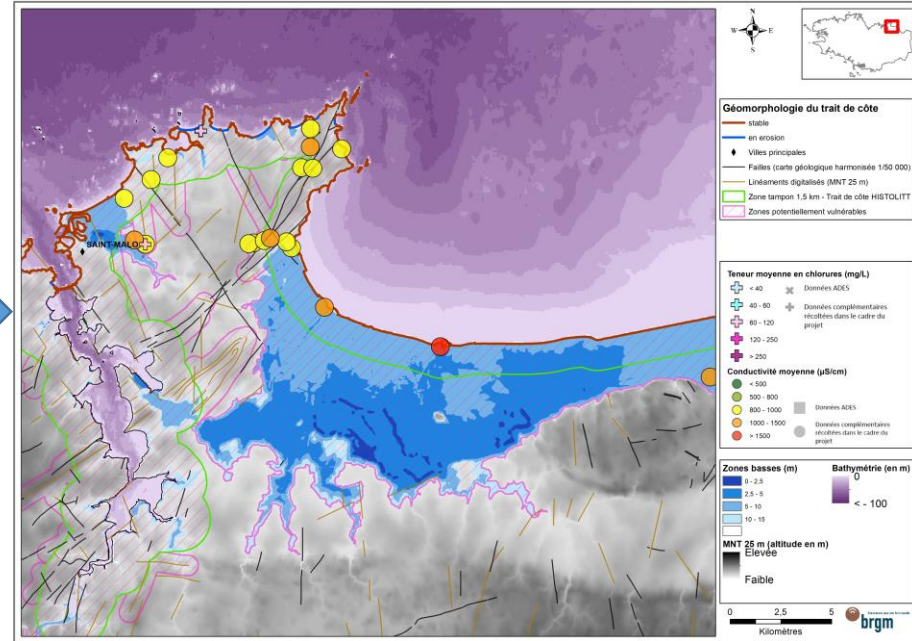 N
W
E
S
SAINT-MALO
Géomorphologie du trait de côte
stable
en erosion
Villes principales
Failles (carte géologique harmonisée 1/50 000)
Linéaments digitalisés (MNT 25 m)
Zone tampon 1,5 km - Trait de côte HISTOLITT
Zones potentiellement vulnérables
Teneur moyenne en chlorures (mg/L)
< 40
40 - 60
60 - 120
120 - 250
> 250
Données ADES
Données complémentaires
récoltées dans le cadre du
projet
Conductivité moyenne (µS/cm)
< 500
500 - 800
800 - 1000
1000 - 1500
> 1500
Données ADES
Données complémentaires
récoltées dans le cadre du
projet
Zones basses (m)
0 - 2,5
2,5 - 5
5 - 10
10 - 15
Bathymétrie (en m)
0
< - 100
MNT 25 m (altitude en m)
Elevée
Faible
0 2,5 5
Kilomètres
brgm